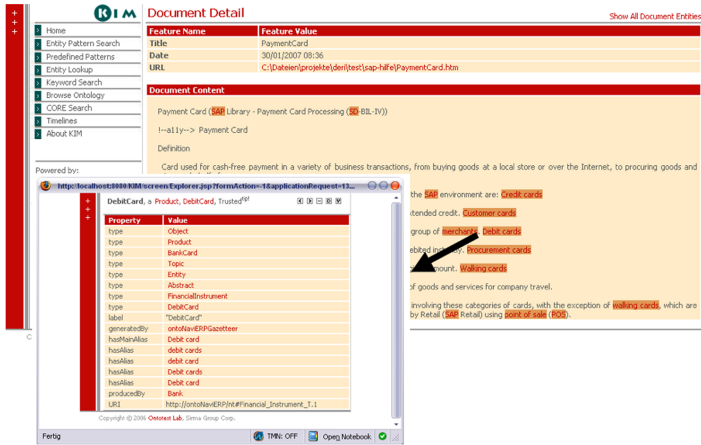 KIM
Document Detail
Show All Document Entities
Home
Entity Pattern Search
Predefined Patterns
Entity Lookup
Keyword Search
Browse Ontology
CORE Search
Timelines
About KIM
Powered by:
Feature Name Feature Value
Title PaymentCard
Date 30/01/2007 08:36
URL C:\Dateien\projekte\deri\test\sap-hilfe\PaymentCard.htm
Document Content
Payment Card (SAP Library - Payment Card Processing (SD-BIL-IV))
!--a11y--> Payment Card
Definition
Card used for cash-free payment in a variety of business transactions, from buying goods at a local store or over the Internet, to procuring goods and
the SAP environment are: Credit cards
extended credit. Customer cards
group of merchants. Debit cards
debited instantly. Procurement cards
amount. Walking cards
of goods and services for company travel.
involving these categories of cards, with the exception of walking cards, which are
by Retail (SAP Retail) using point of sale (POS).
http://localhost:8080/KIM/screen/Explorer.jsp?formAction=-1&applicationRequest=13...
DebitCard, a Product, DebitCard, Trusted
Property Value
type Object
type Product
type BankCard
type Topic
type Entity
type Abstract
type FinancialInstrument
type DebitCard
label "DebitCard"
generatedBy ontoNaviERPGazetteer
hasMainAlias Debit card
hasAlias debit cards
hasAlias debit card
hasAlias Debit cards
hasAlias Debit card
producedBy Bank
URI http://ontoNaviERP/nt#Financial_Instrument_T.1
Copyright © 2006 Ontotext Lab, Sirma Group Corp.
Fertig
TMN: OFF
Open Notebook